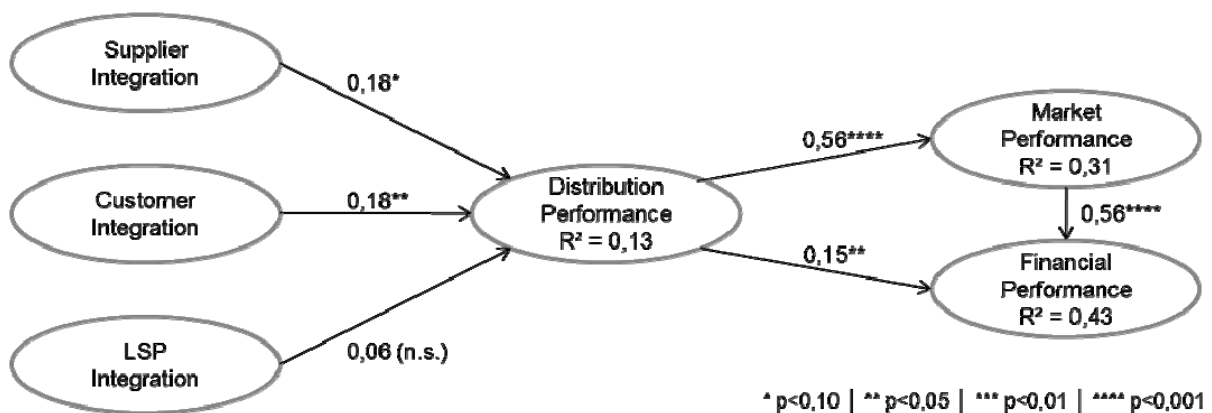 Supplier
Integration
0,18*
Customer
Integration
0,18**
LSP
Integration
0,06 (n.s.)
Distribution
Performance
R² = 0,13
0,56****
0,15**
Market
Performance
R² = 0,31
0,56****
Financial
Performance
R² = 0,43
* p<0,10 | ** p<0,05 | *** p<0,01 | **** p<0,001